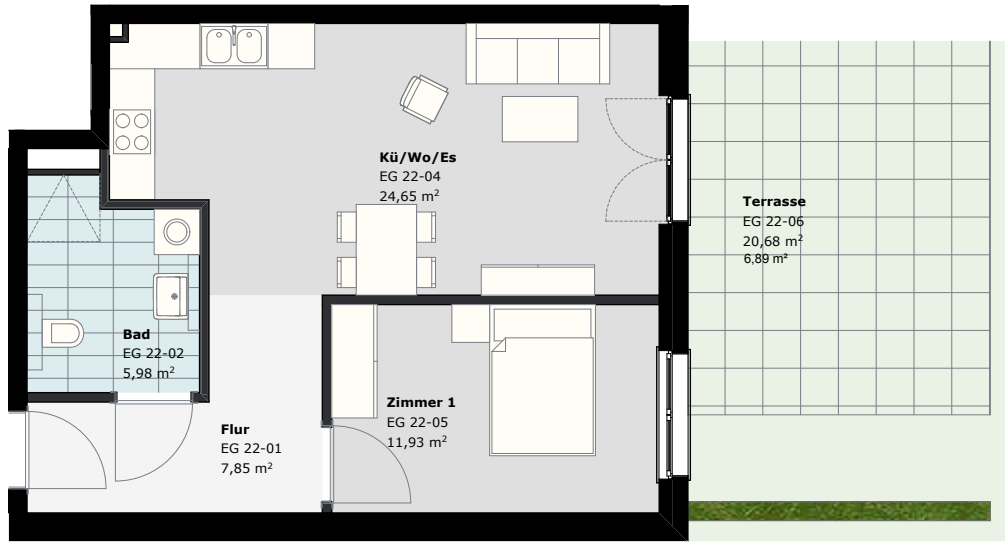 Kü/Wo/Es
EG 22-04
24,65 m²
Terrasse
EG 22-06
20,68 m²
6,89 m²
Bad
EG 22-02
5,98 m²
Zimmer 1
EG 22-05
11,93 m²
Flur
EG 22-01
7,85 m²